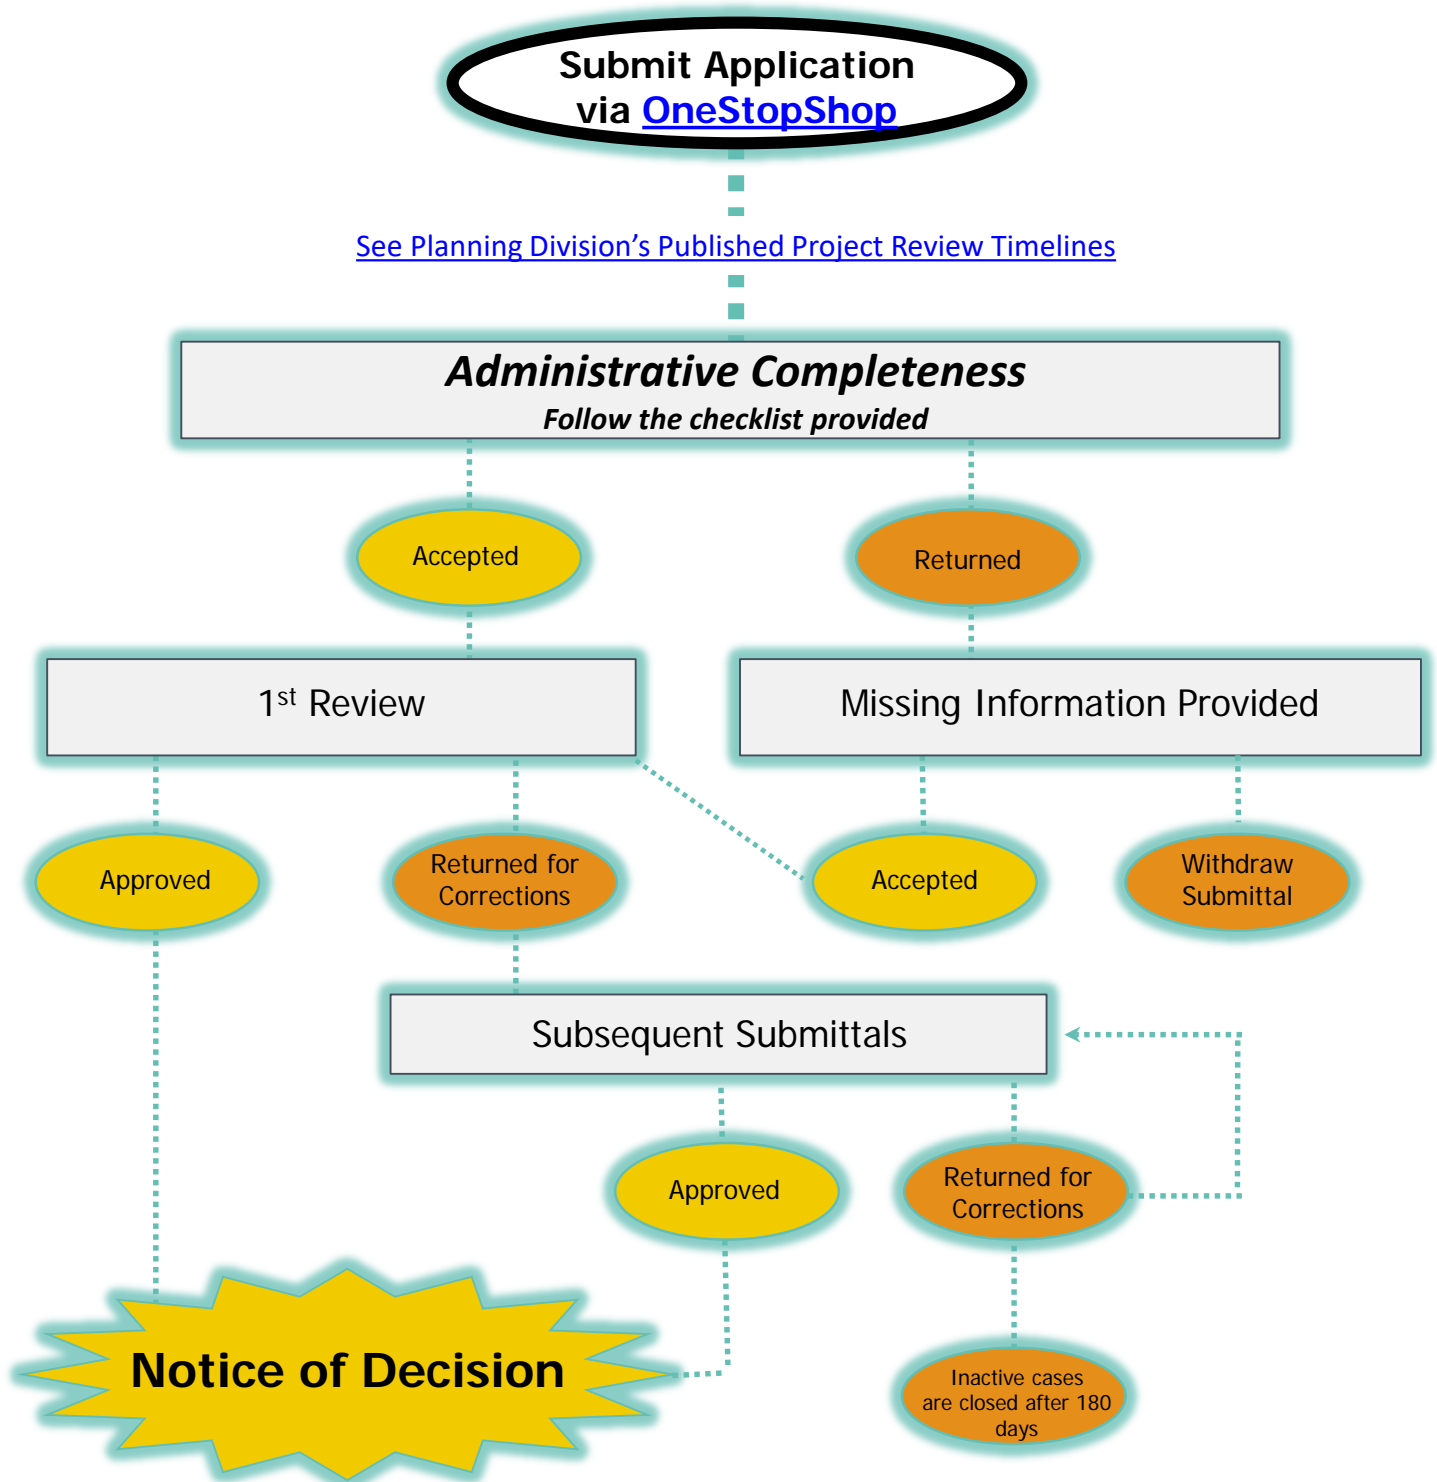 Submit Application
via OneStopShop
See Planning Division's Published Project Review Timelines
Administrative Completeness
Follow the checklist provided
Accepted
Returned
1st Review
Missing Information Provided
Approved
Returned for
Corrections
Accepted
Withdraw
Submittal
Subsequent Submittals
Approved
Returned for
Corrections
Notice of Decision
Inactive cases
are closed after 180
days